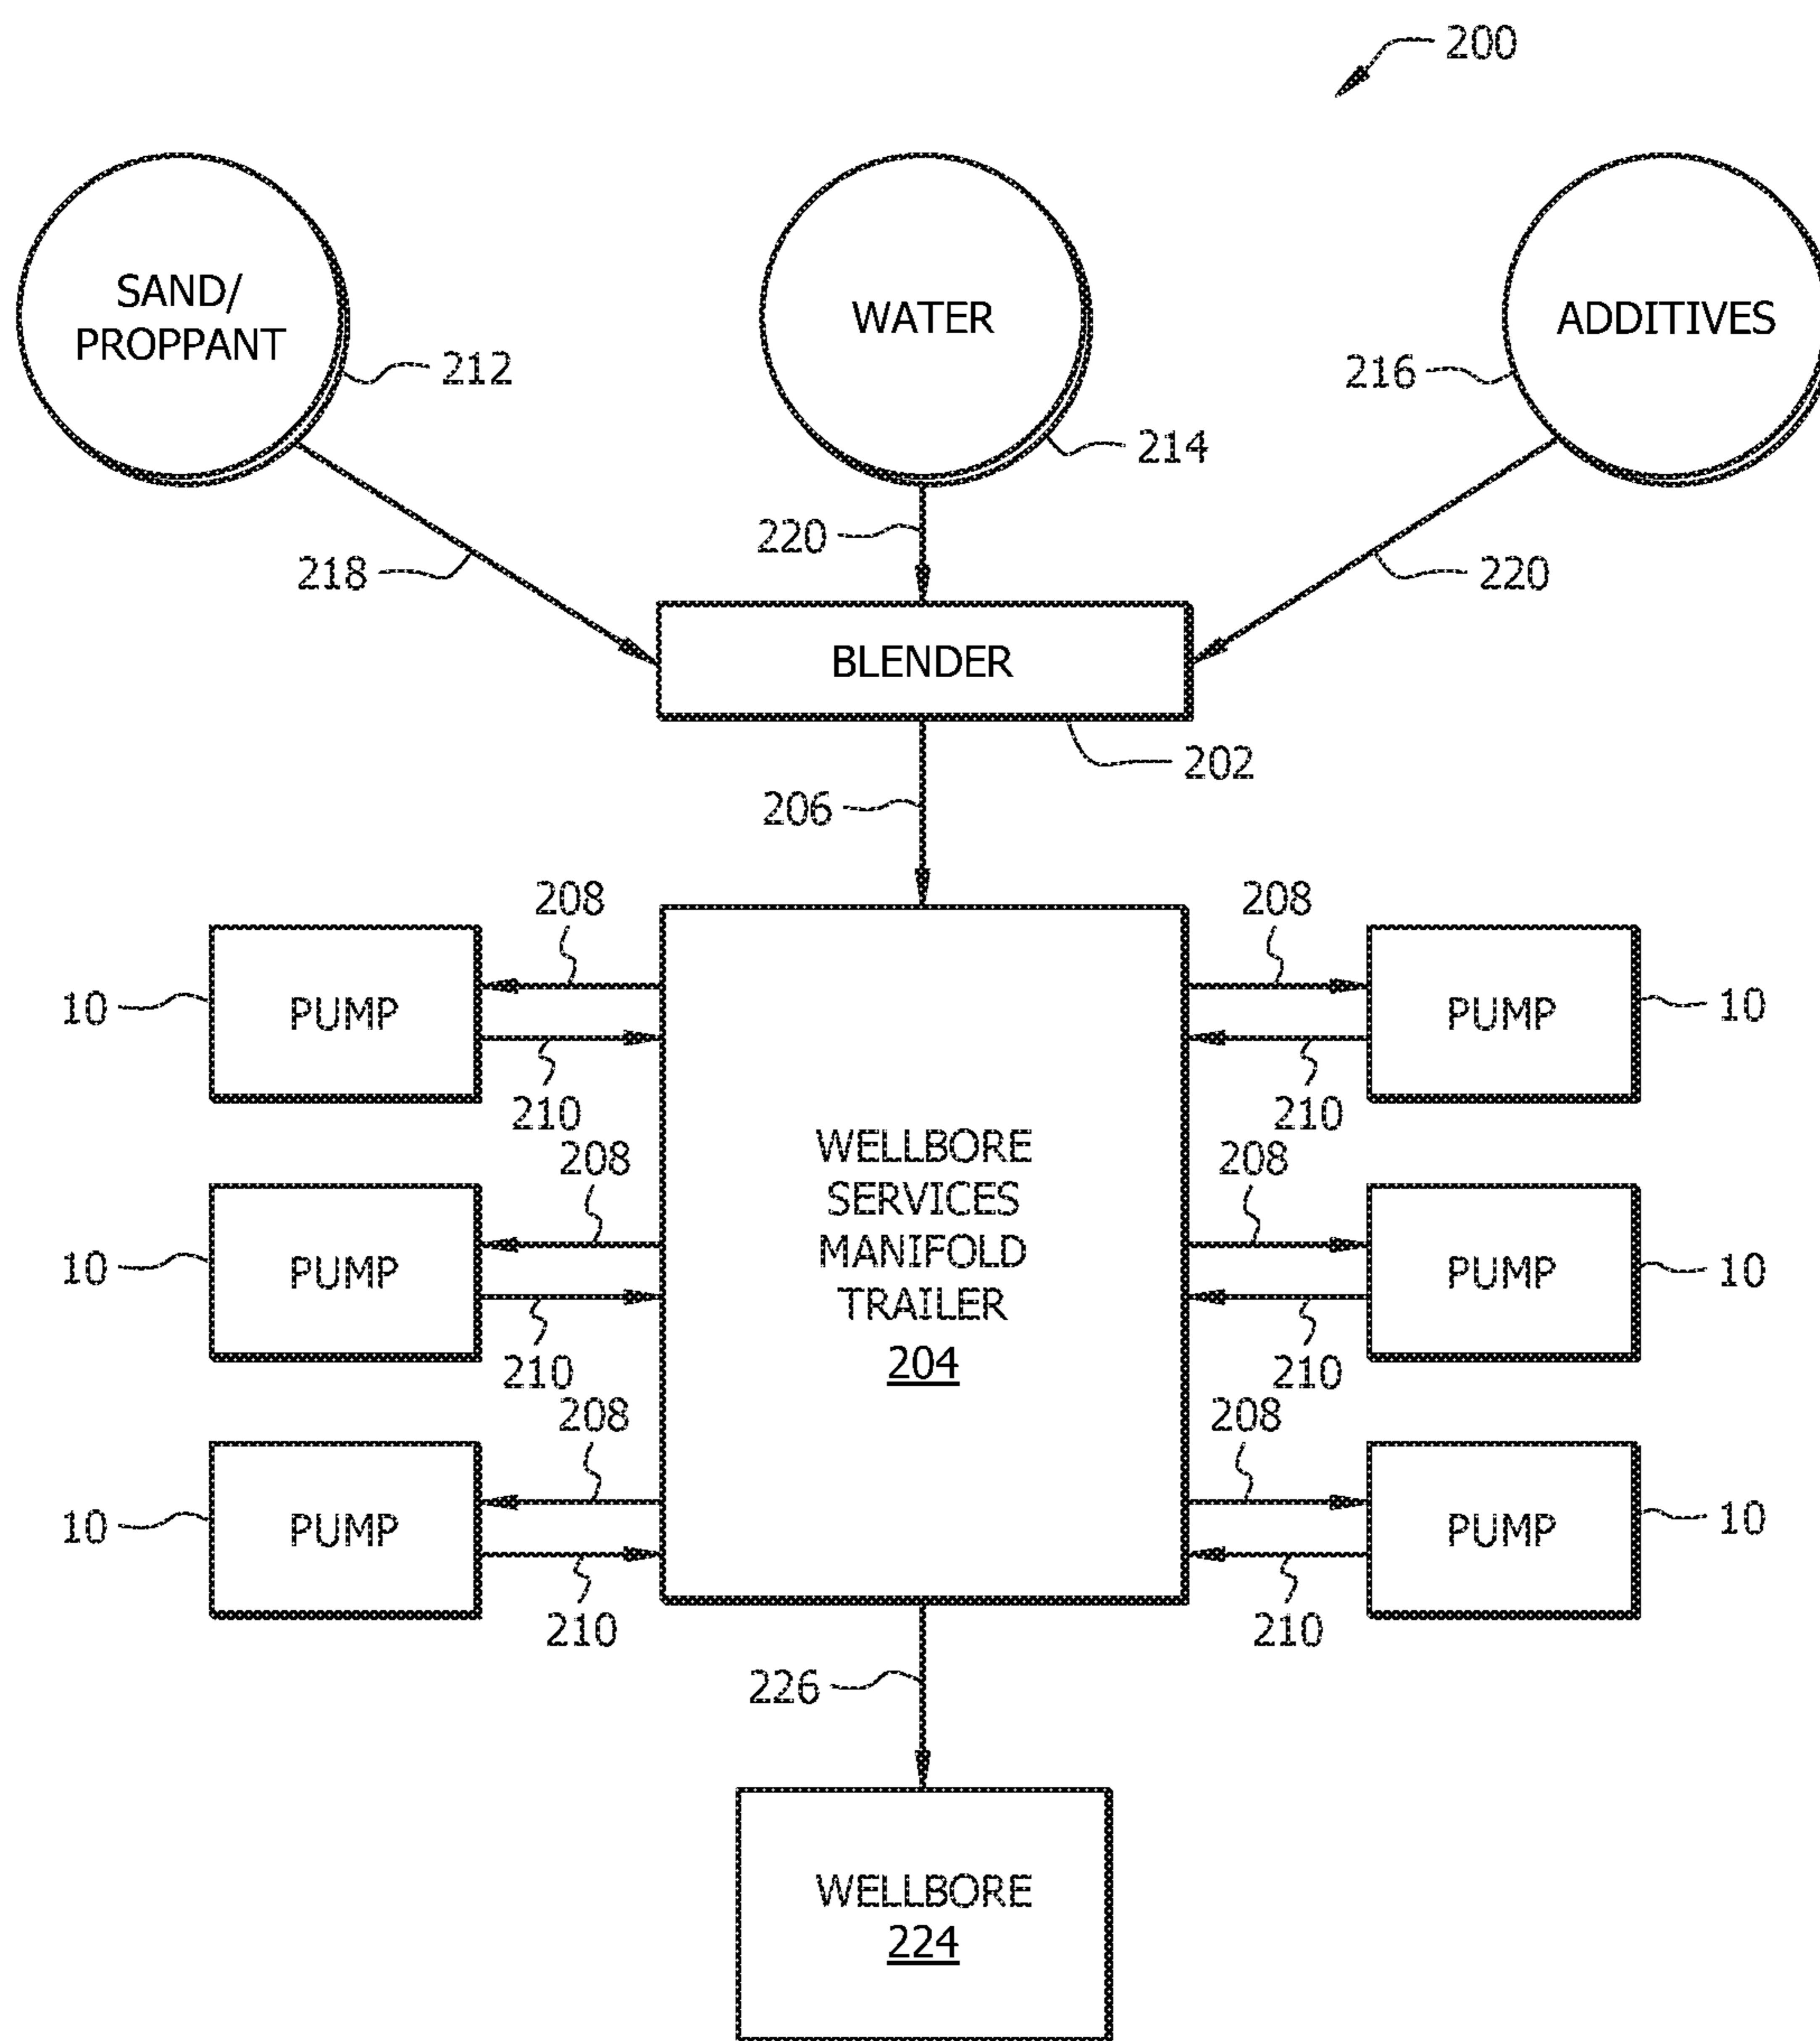 200
SAND/
PROPPANT
212
WATER
214
ADDITIVES
216
218
220
220
BLENDER
202
206
208
208
10
PUMP
210
PUMP
10
210
WELLBORE
SERVICES
MANIFOLD
TRAILER
204
208
208
10
PUMP
210
PUMP
10
210
208
208
10
PUMP
210
PUMP
10
210
226
WELLBORE
224